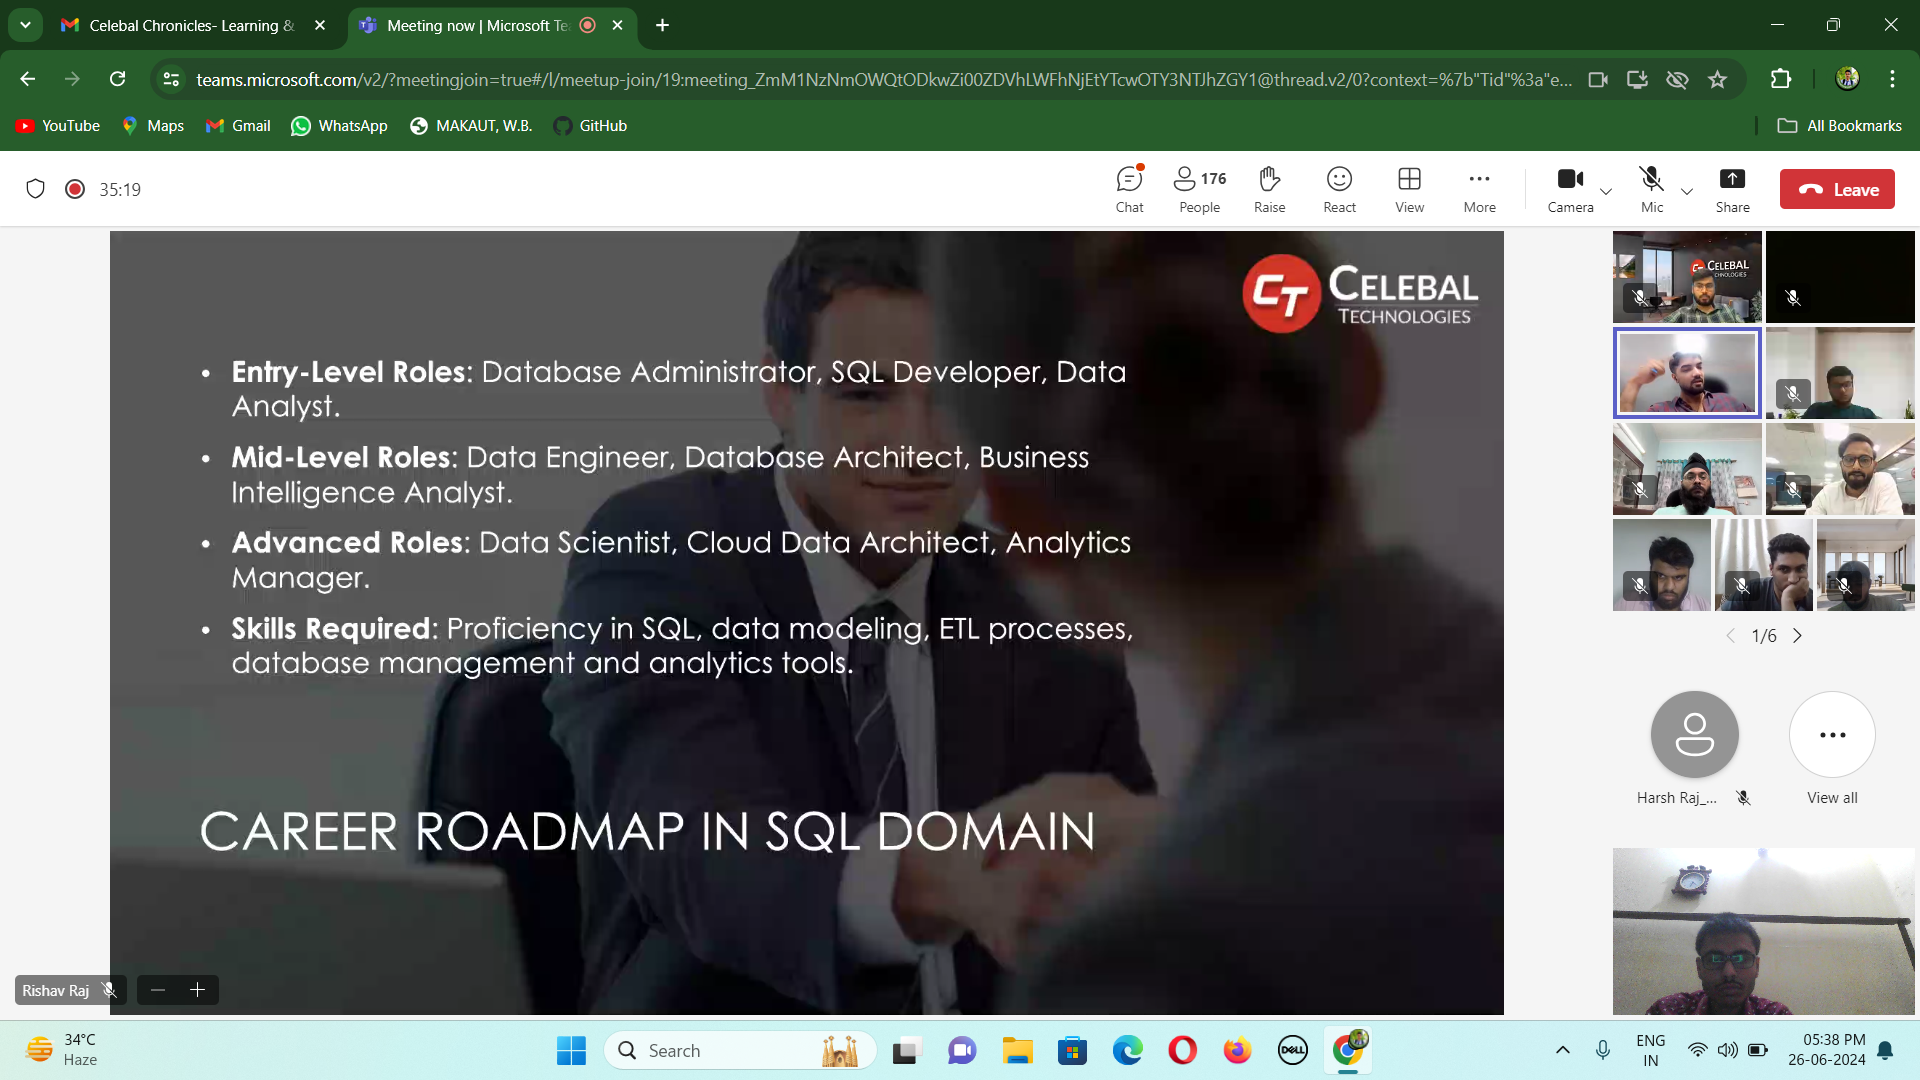 Celebal Chronicles- Learning &
Meeting now | Microsoft Te
teams.microsoft.com/v2/?meetingjoin=true#/l/meetup-join/19:meeting_ZmM1NzNmOWQtODkwZi00ZDVhLWFhNjEtYTcwOTY3NTJhZGY1@thread.v2/0?context=%7b"Tid"%3a"e...
YouTube Maps Gmail WhatsApp MAKAUT, W.B. GitHub All Bookmarks
35:19
176
Chat People Raise React View More Camera Mic Share Leave
CT CELEBAL
TECHNOLOGIES
• Entry-Level Roles: Database Administrator, SQL Developer, Data
Analyst.
• Mid-Level Roles: Data Engineer, Database Architect, Business
Intelligence Analyst.
• Advanced Roles: Data Scientist, Cloud Data Architect, Analytics
Manager.
• Skills Required: Proficiency in SQL, data modeling, ETL processes,
database management and analytics tools.
CAREER ROADMAP IN SQL DOMAIN
Rishav Raj
CELEBAL
1/6
Harsh Raj_...
View all
34°C
Haze
Search
DELL
ENG
IN
05:38 PM
26-06-2024